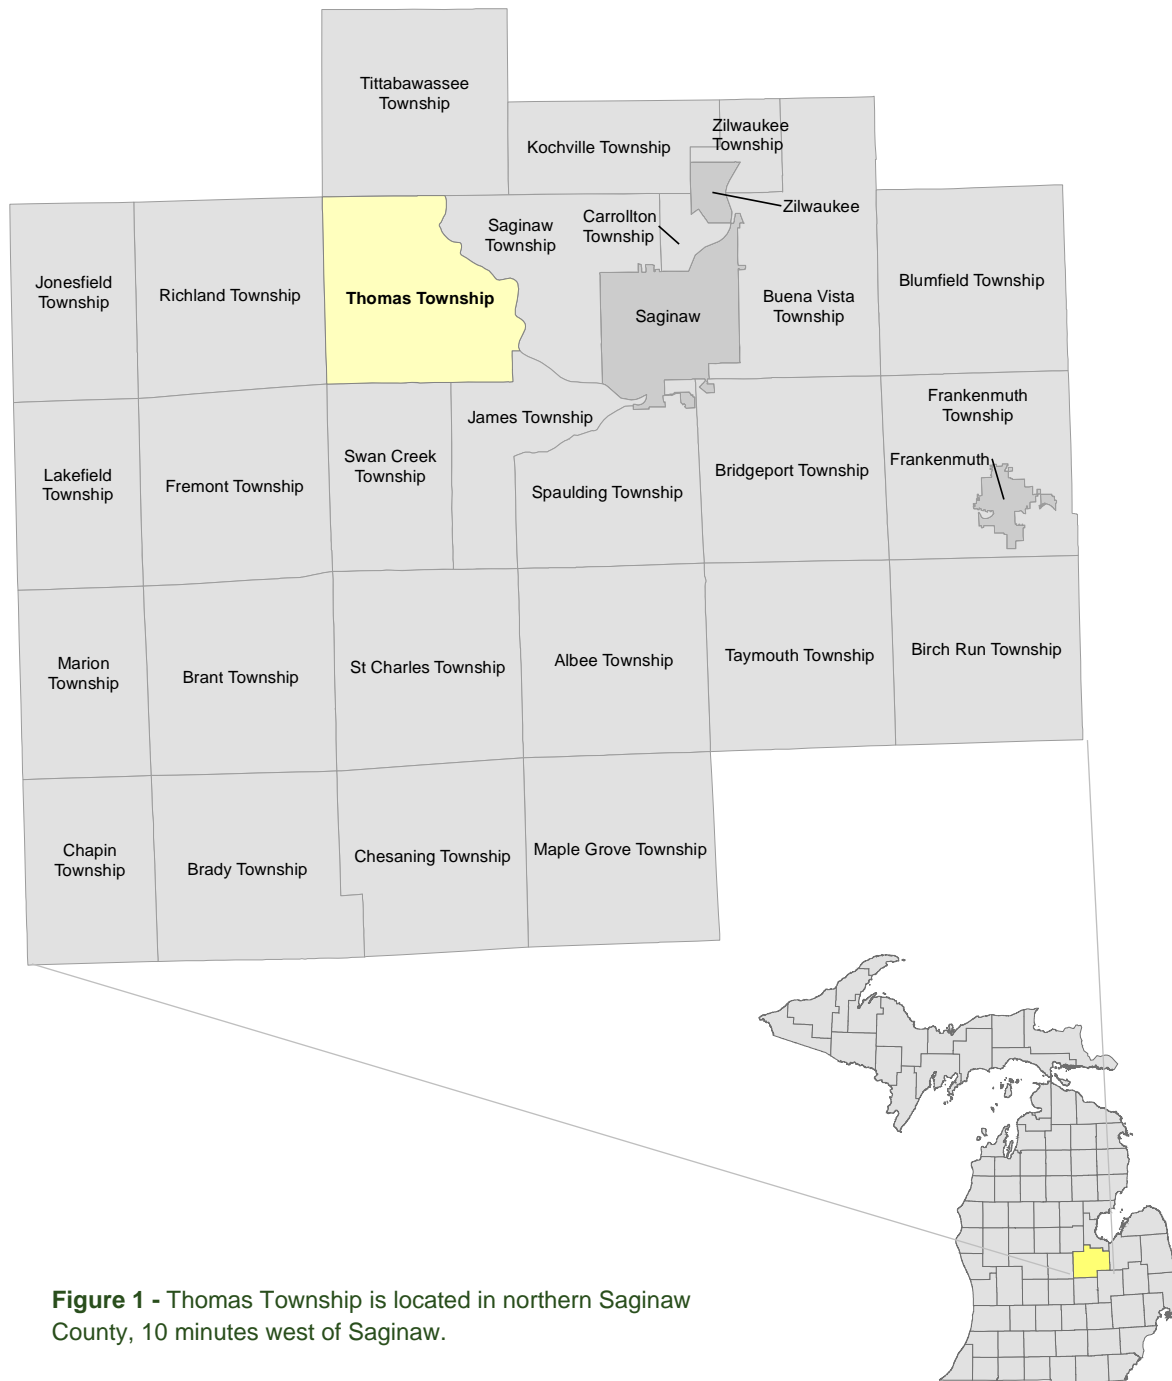 Tittabawassee
Township
Kochville Township
Zilwaukee
Township
Zilwaukee
Carrollton
Township
Saginaw
Township
Jonesfield
Township
Richland Township
Thomas Township
Saginaw
Buena Vista
Township
Blumfield Township
James Township
Frankenmuth
Township
Frankenmuth
Lakefield
Township
Fremont Township
Swan Creek
Township
Spaulding Township
Bridgeport Township
Marion
Township
Brant Township
St Charles Township
Albee Township
Taymouth Township
Birch Run Township
Chapin
Township
Brady Township
Chesaning Township
Maple Grove Township
Figure 1 - Thomas Township is located in northern Saginaw
County, 10 minutes west of Saginaw.